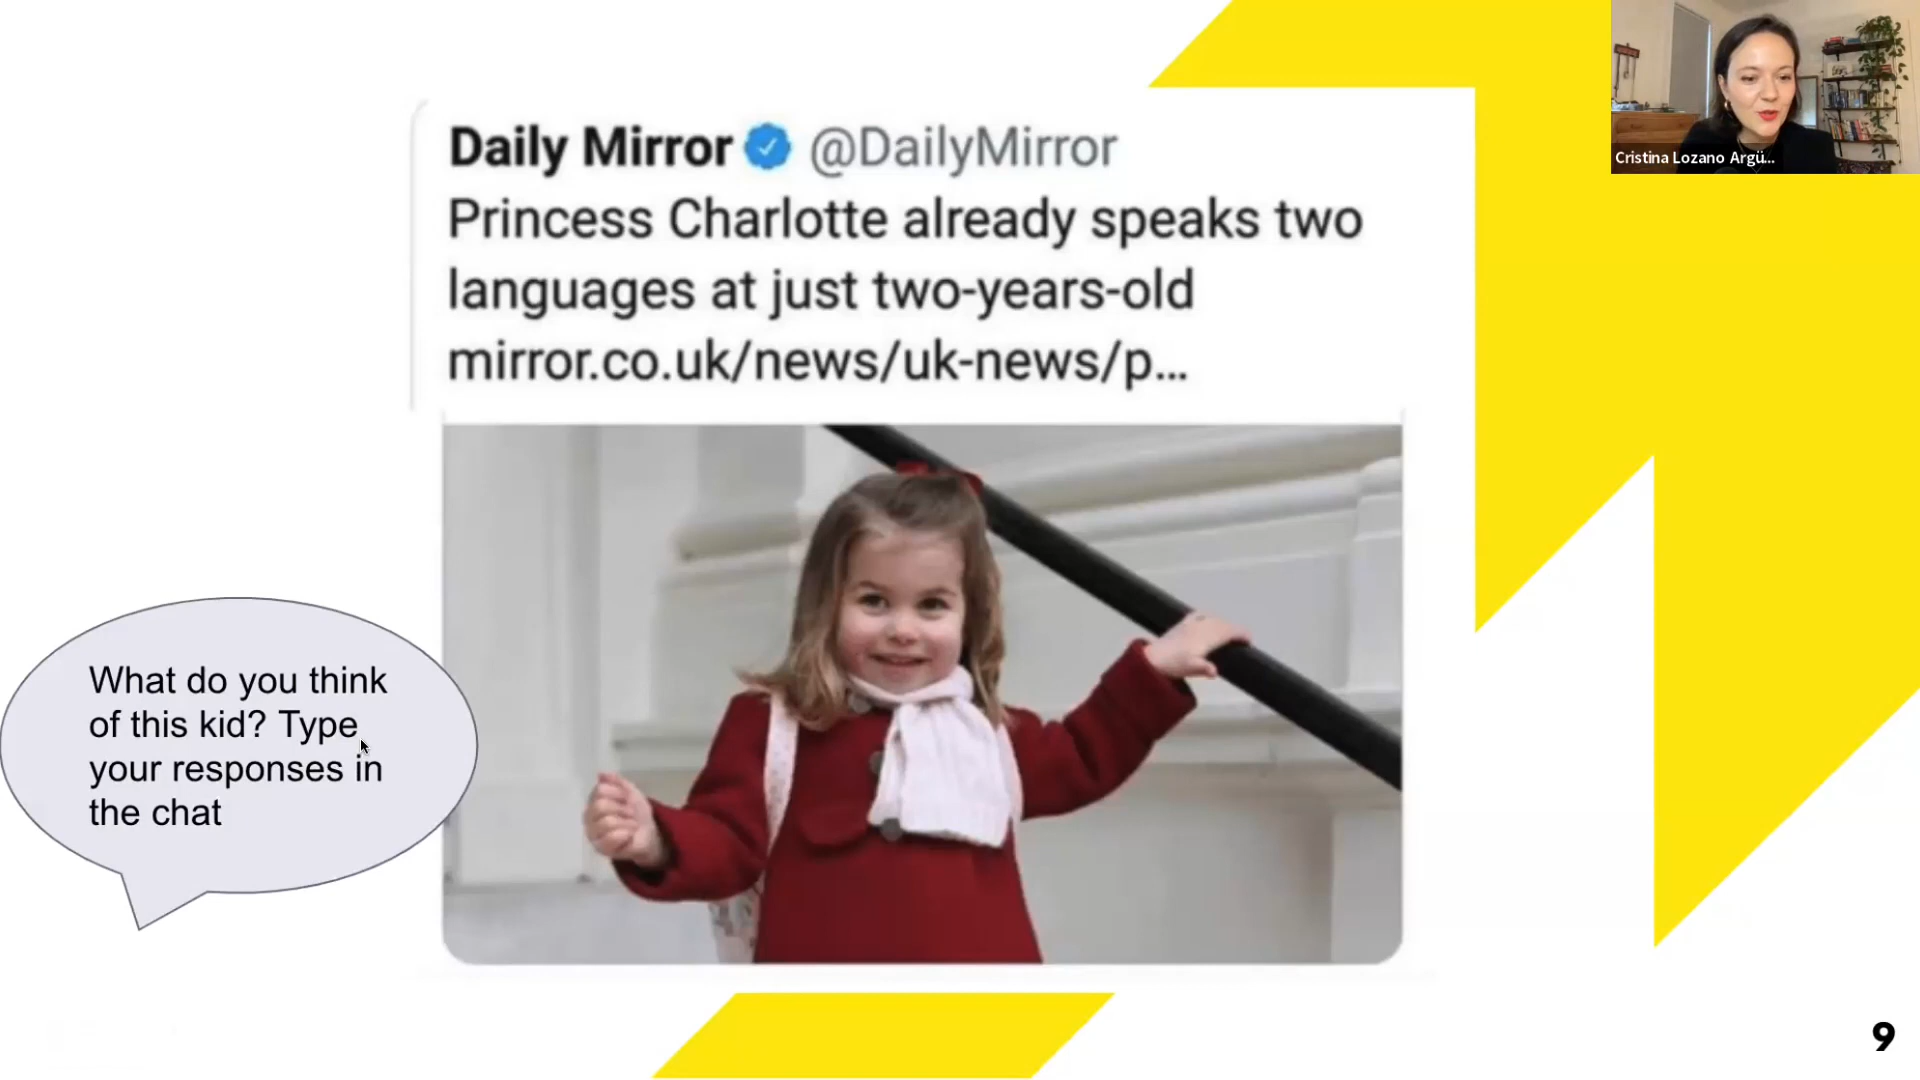 Daily Mirror @DailyMirror
Princess Charlotte already speaks two
languages at just two-years-old
mirror.co.uk/news/uk-news/p...
What do you think
of this kid? Type
your responses in
the chat
Cristina Lozano Argü...
9